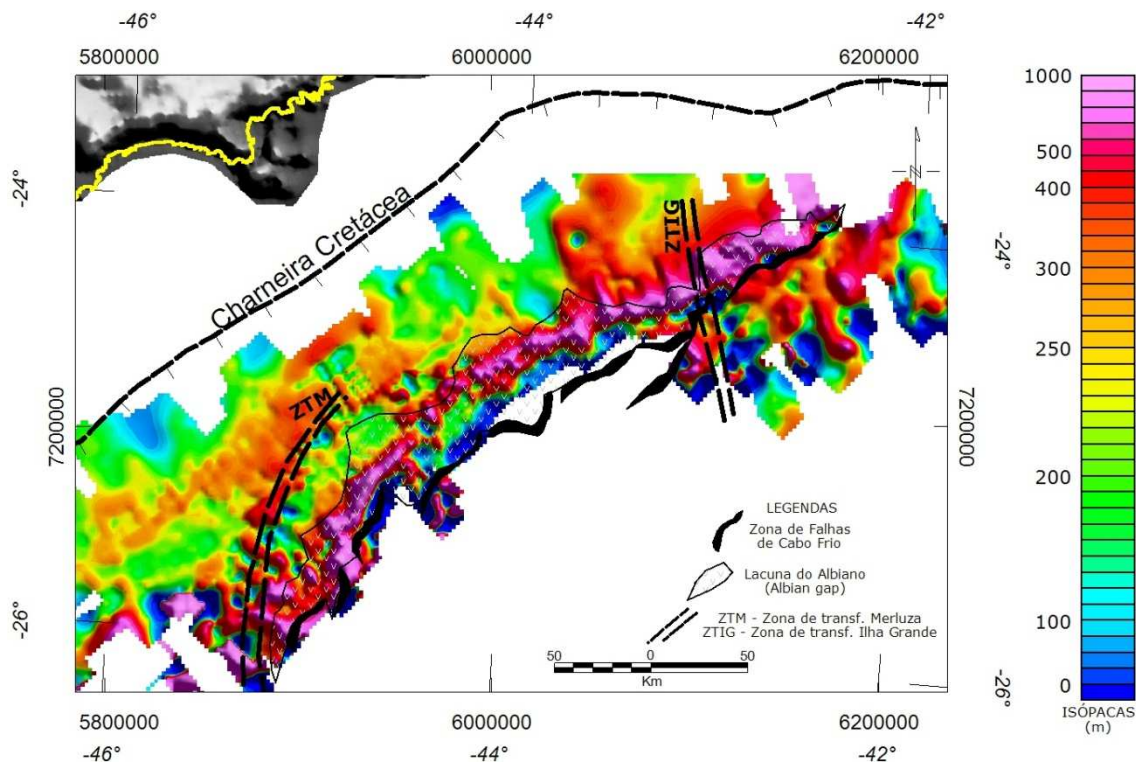 -46°
-44°
-42°
5800000
6000000
6200000
1000
500
400
300
250
200
100
0
ISÓPACAS
(m)
-24°
-24°
N
Charneira Cretácea
ZTIG
ZTM
7200000
7200000
LEGENDAS
Zona de Falhas
de Cabo Frio
Lacuna do Albiano
(Albian gap)
ZTM - Zona de transf. Merluza
ZTIG - Zona de transf. Ilha Grande
50 0 50
Km
-26°
-26°
5800000
6000000
6200000
-46°
-44°
-42°